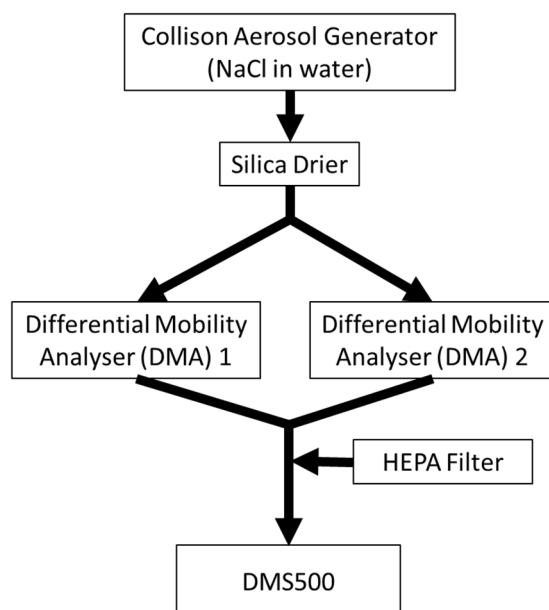 Collison Aerosol Generator
(NaCl in water)
Silica Drier
Differential Mobility
Analyser (DMA) 1
Differential Mobility
Analyser (DMA) 2
HEPA Filter
DMS500